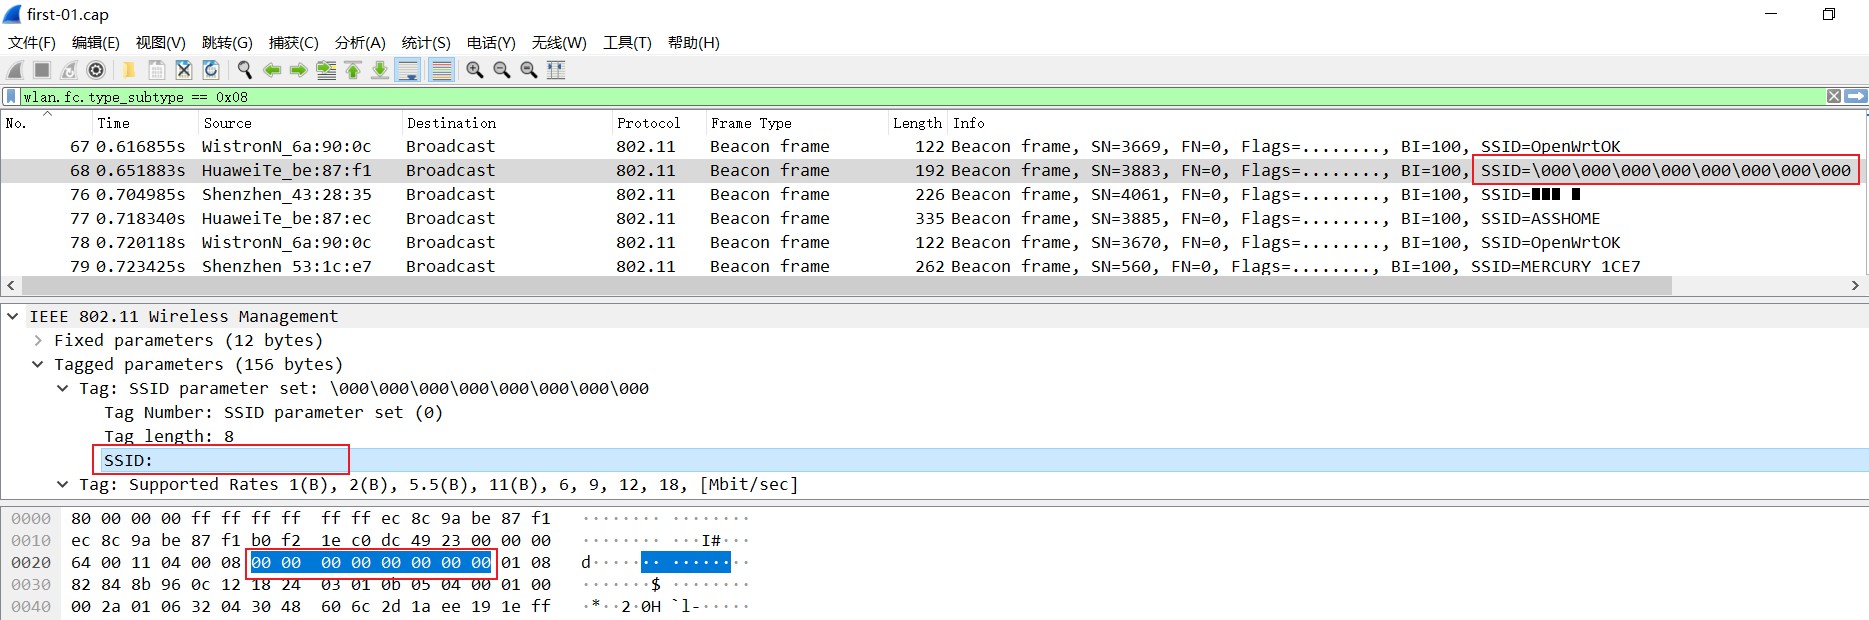 first-01.cap
文件(F) 编辑(E) 视图(V) 跳转(G) 捕获(C) 分析(A) 统计(S) 电话(Y) 无线(W) 工具(T) 帮助(H)
wlan.fc.type_subtype == 0x08
No. Time Source Destination Protocol Frame Type Length Info
67 0.616855s WistronN_6a:90:0c Broadcast 802.11 Beacon frame 122 Beacon frame, SN=3669, FN=0, Flags=........, BI=100, SSID=OpenWrtOK
68 0.651883s HuaweiTe_be:87:f1 Broadcast 802.11 Beacon frame 192 Beacon frame, SN=3883, FN=0, Flags=........, BI=100, SSID=\000\000\000\000\000\000\000\000
76 0.704985s Shenzhen_43:28:35 Broadcast 802.11 Beacon frame 226 Beacon frame, SN=4061, FN=0, Flags=........, BI=100, SSID=
77 0.718340s HuaweiTe_be:87:ec Broadcast 802.11 Beacon frame 335 Beacon frame, SN=3885, FN=0, Flags=........, BI=100, SSID=ASSHOME
78 0.720118s WistronN_6a:90:0c Broadcast 802.11 Beacon frame 122 Beacon frame, SN=3670, FN=0, Flags=........, BI=100, SSID=OpenWrtOK
79 0.723425s Shenzhen_53:1c:e7 Broadcast 802.11 Beacon frame 262 Beacon frame, SN=560, FN=0, Flags=........, BI=100, SSID=MERCURY_1CE7
IEEE 802.11 Wireless Management
Fixed parameters (12 bytes)
Tagged parameters (156 bytes)
Tag: SSID parameter set: \000\000\000\000\000\000\000\000
Tag Number: SSID parameter set (0)
Tag length: 8
SSID:
Tag: Supported Rates 1(B), 2(B), 5.5(B), 11(B), 6, 9, 12, 18, [Mbit/sec]
0000 80 00 00 00 ff ff ff ff ff ff ec 8c 9a be 87 f1 ········ ········
0010 ec 8c 9a be 87 f1 b0 f2 1e c0 dc 49 23 00 00 00 ········ ···I#···
0020 64 00 11 04 00 08 00 00 00 00 00 00 00 00 01 08 d······· ········
0030 82 84 8b 96 0c 12 18 24 03 01 0b 05 04 00 01 00 ·······$ ········
0040 00 2a 01 06 32 04 30 48 60 6c 2d 1a ee 19 1e ff ·*··2·0H `l-·····